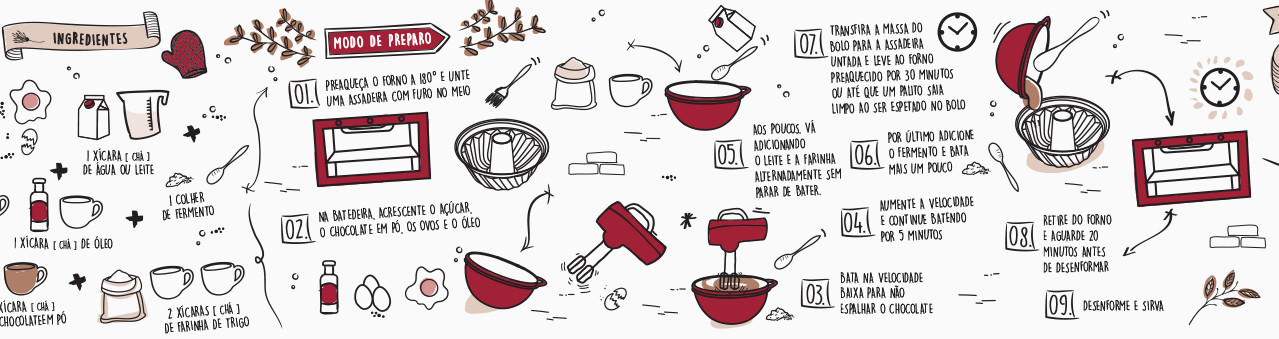 INGREDIENTES
1 XÍCARA [ CHÁ ]
DE ÁGUA OU LEITE
1 COLHER
DE FERMENTO
1 XÍCARA [ CHÁ ] DE ÓLEO
XÍCARA [ CHÁ ]
CHOCOLATE EM PÓ
2 XÍCARAS [ CHÁ ]
DE FARINHA DE TRIGO
MODO DE PREPARO
01.
PREAQUEÇA O FORNO A 180° E UNTE
UMA ASSADEIRA COM FURO NO MEIO
02.
NA BATEDEIRA, ACRESCENTE O AÇÚCAR,
O CHOCOLATE EM PÓ, OS OVOS E O ÓLEO
03.
BATA NA VELOCIDADE
BAIXA PARA NÃO
ESPALHAR O CHOCOLATE
04.
AUMENTE A VELOCIDADE
E CONTINUE BATENDO
POR 5 MINUTOS
05.
AOS POUCOS, VÁ
ADICIONANDO
O LEITE E A FARINHA
ALTERNADAMENTE SEM
PARAR DE BATER.
06.
POR ÚLTIMO ADICIONE
O FERMENTO E BATA
MAIS UM POUCO
07.
TRANSFIRA A MASSA DO
BOLO PARA A ASSADEIRA
UNTADA E LEVE AO FORNO
PREAQUECIDO POR 30 MINUTOS
OU ATÉ QUE UM PALITO SAIA
LIMPO AO SER ESPETADO NO BOLO
08.
RETIRE DO FORNO
E AGUARDE 20
MINUTOS ANTES
DE DESENFORMAR
09.
DESENFORME E SIRVA